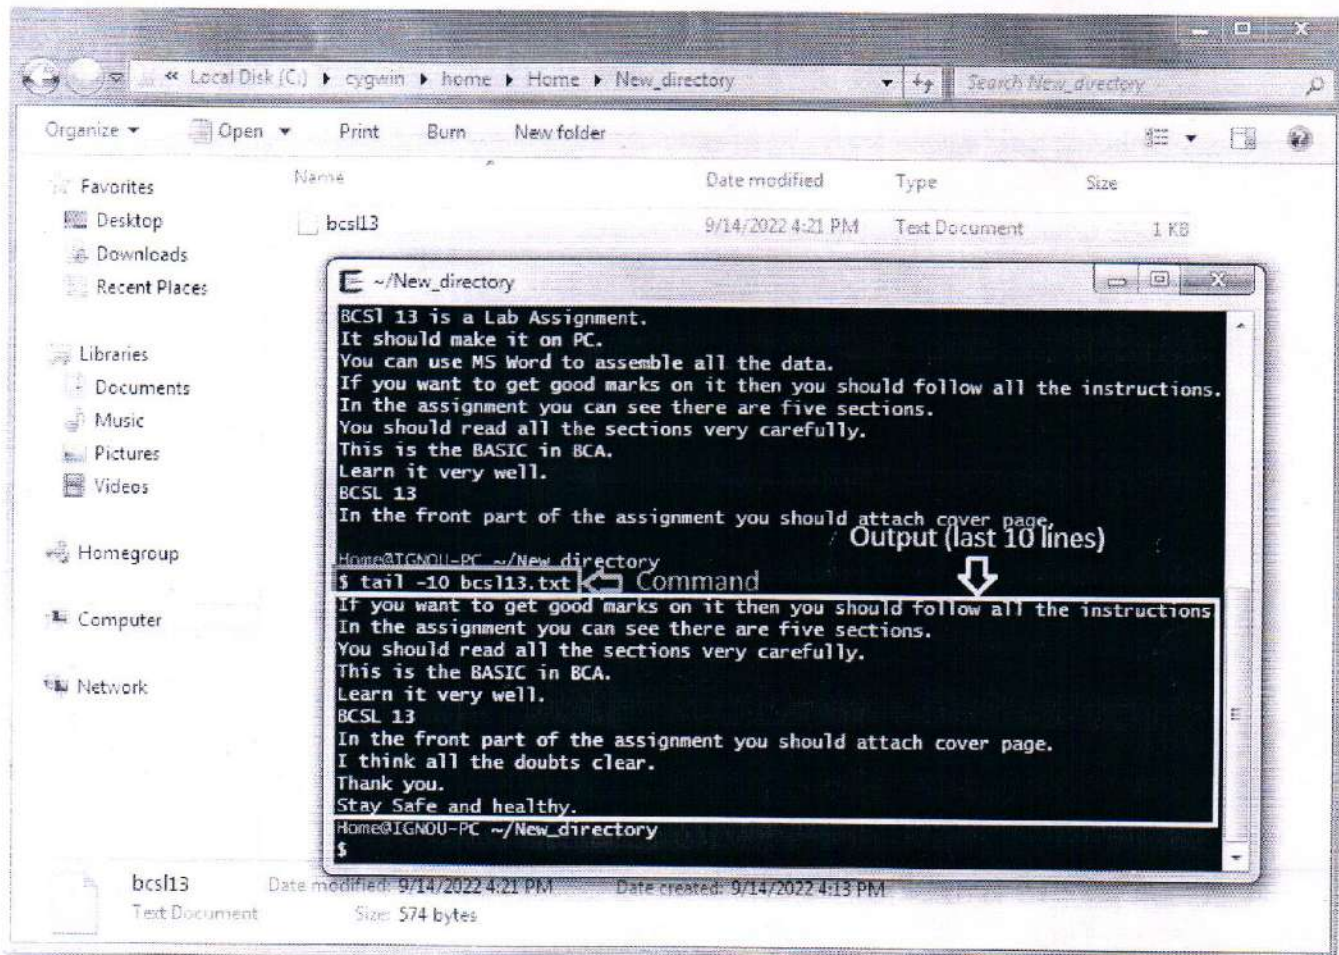 « Local Disk (C:) ▸ cygwin ▸ home ▸ Home ▸ New_directory
Search New_directory
Organize
Open
Print
Burn
New folder
Name
Date modified
Type
Size
Favorites
Desktop
Downloads
Recent Places
Libraries
Documents
Music
Pictures
Videos
Homegroup
Computer
Network
bcsl13
9/14/2022 4:21 PM
Text Document
1 KB
~/New_directory
BCSl 13 is a Lab Assignment.
It should make it on PC.
You can use MS Word to assemble all the data.
If you want to get good marks on it then you should follow all the instructions.
In the assignment you can see there are five sections.
You should read all the sections very carefully.
This is the BASIC in BCA.
Learn it very well.
BCSL 13
In the front part of the assignment you should attach cover page.
Output (last 10 lines)
Home@IGNOU-PC ~/New_directory
$ tail -10 bcsl13.txt
Command
If you want to get good marks on it then you should follow all the instructions
In the assignment you can see there are five sections.
You should read all the sections very carefully.
This is the BASIC in BCA.
Learn it very well.
BCSL 13
In the front part of the assignment you should attach cover page.
I think all the doubts clear.
Thank you.
Stay Safe and healthy.
Home@IGNOU-PC ~/New_directory
$
bcsl13
Date modified: 9/14/2022 4:21 PM
Date created: 9/14/2022 4:13 PM
Text Document
Size: 574 bytes